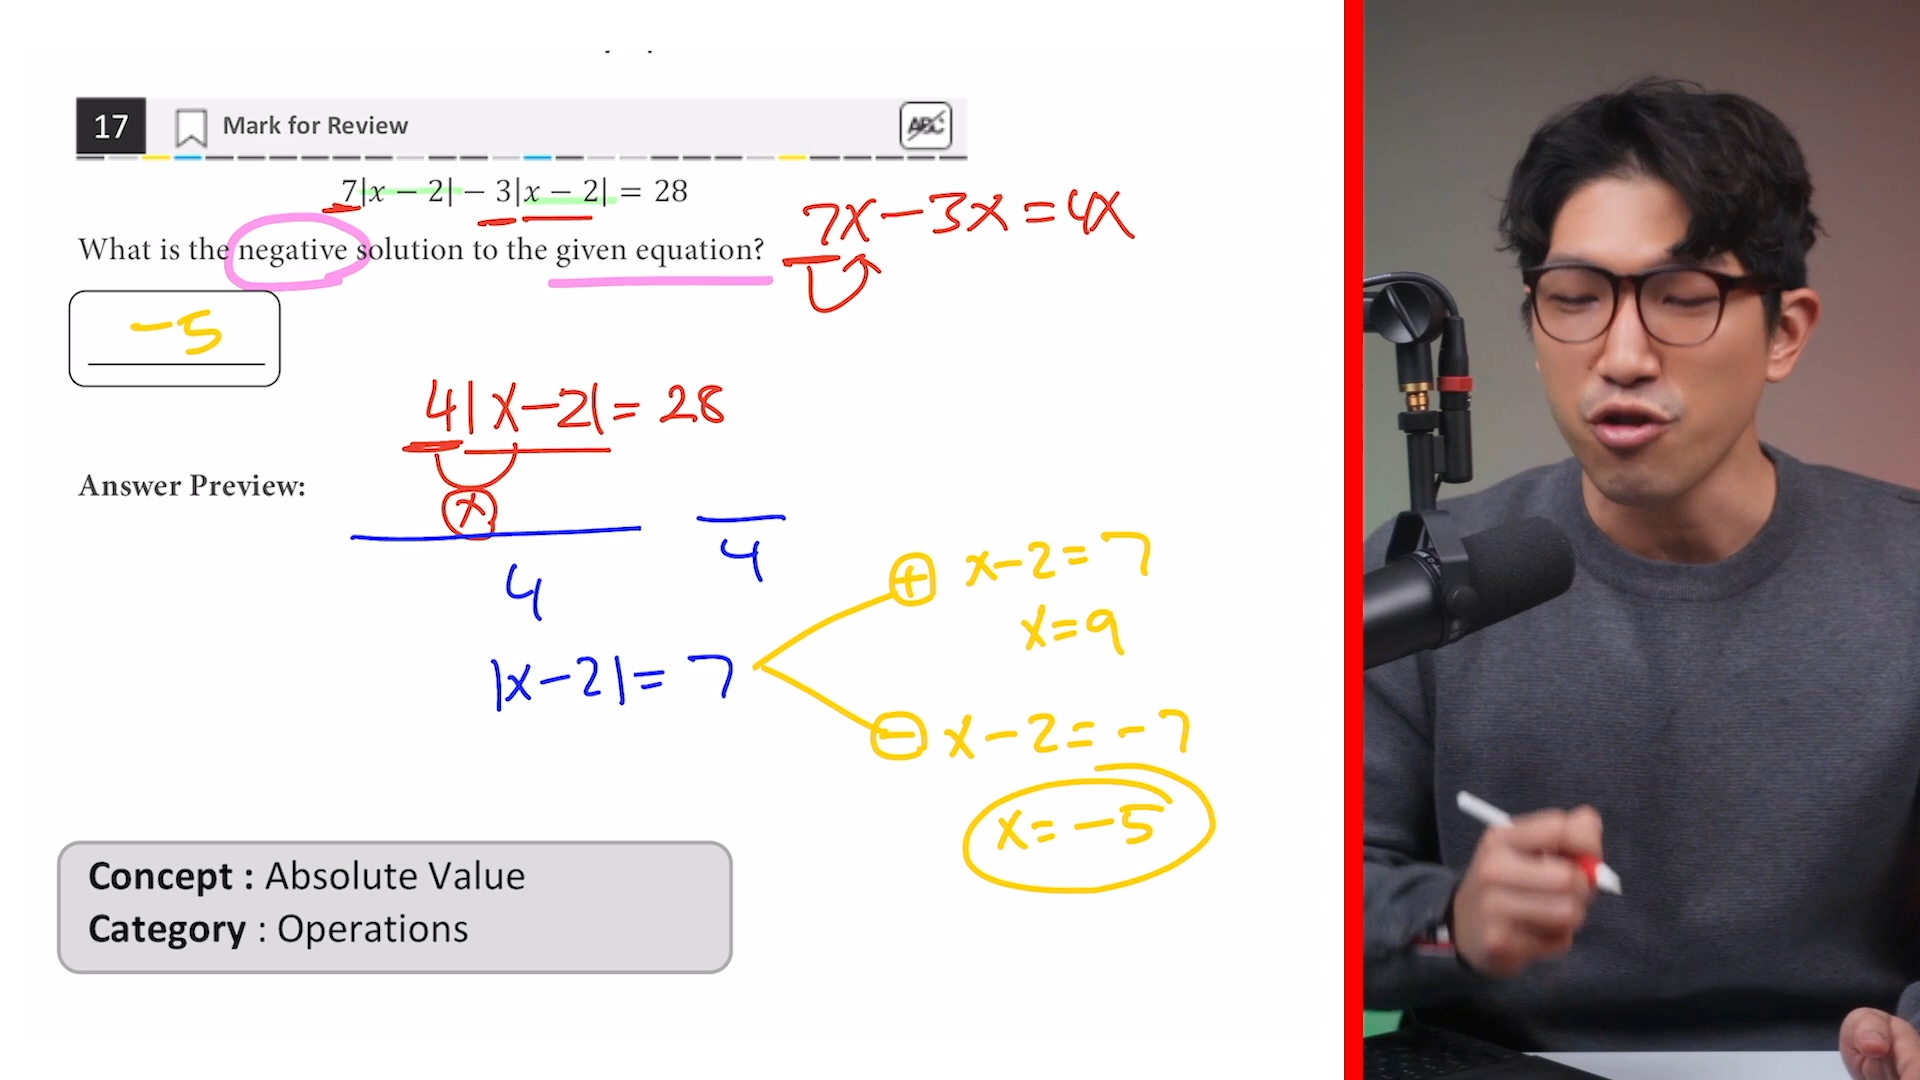 17 Mark for Review ABC
7|x − 2| − 3|x − 2| = 28
7x − 3x = 4x
What is the negative solution to the given equation?
−5
4|x−2| = 28
Answer Preview:
x
4 4
+ x−2=7
x=9
|x−2| = 7
− x−2=−7
x=−5
Concept : Absolute Value
Category : Operations